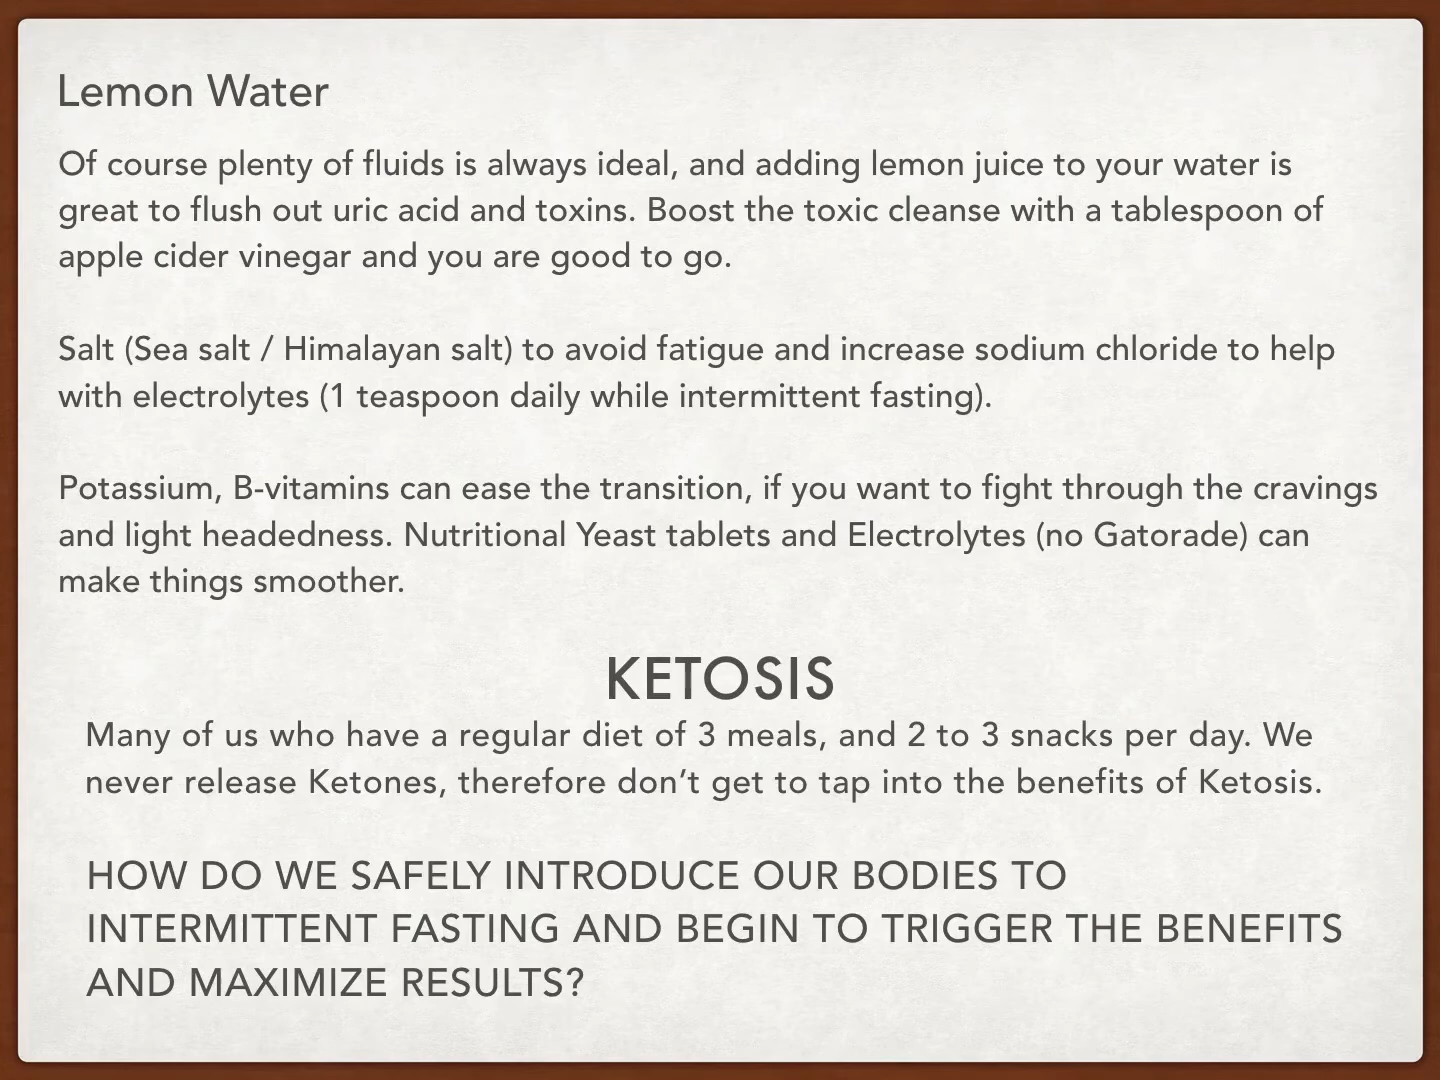 Lemon Water
Of course plenty of fluids is always ideal, and adding lemon juice to your water is
great to flush out uric acid and toxins. Boost the toxic cleanse with a tablespoon of
apple cider vinegar and you are good to go.
Salt (Sea salt / Himalayan salt) to avoid fatigue and increase sodium chloride to help
with electrolytes (1 teaspoon daily while intermittent fasting).
Potassium, B-vitamins can ease the transition, if you want to fight through the cravings
and light headedness. Nutritional Yeast tablets and Electrolytes (no Gatorade) can
make things smoother.
KETOSIS
Many of us who have a regular diet of 3 meals, and 2 to 3 snacks per day. We
never release Ketones, therefore don’t get to tap into the benefits of Ketosis.
HOW DO WE SAFELY INTRODUCE OUR BODIES TO
INTERMITTENT FASTING AND BEGIN TO TRIGGER THE BENEFITS
AND MAXIMIZE RESULTS?